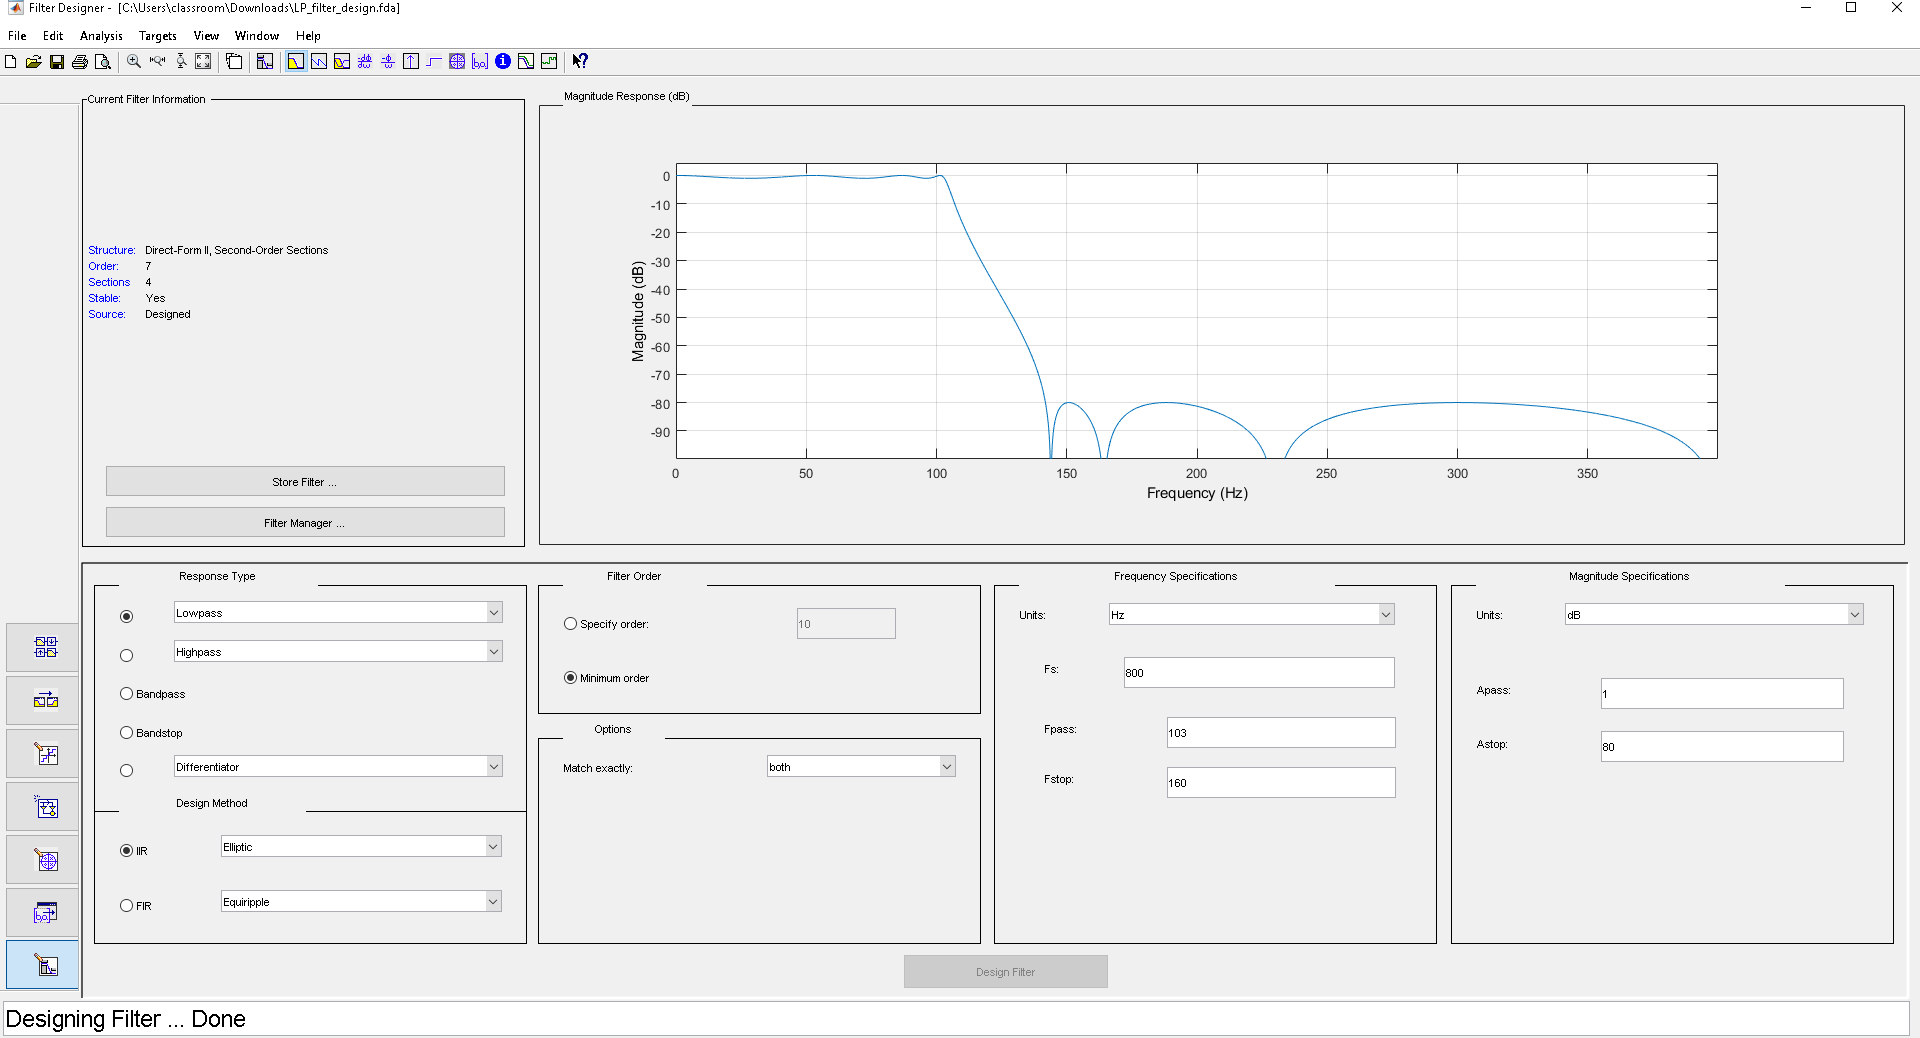 Filter Designer - [C:\Users\classroom\Downloads\LP_filter_design.fda]
File Edit Analysis Targets View Window Help
Current Filter Information
Structure: Direct-Form II, Second-Order Sections
Order: 7
Sections 4
Stable: Yes
Source: Designed
Store Filter ...
Filter Manager ...
Magnitude Response (dB)
0
-10
-20
-30
-40
-50
-60
-70
-80
-90
Magnitude (dB)
0 50 100 150 200 250 300 350
Frequency (Hz)
Response Type
Lowpass
Highpass
Bandpass
Bandstop
Differentiator
Design Method
IIR Elliptic
FIR Equiripple
Filter Order
Specify order: 10
Minimum order
Options
Match exactly: both
Frequency Specifications
Units: Hz
Fs: 800
Fpass: 103
Fstop: 160
Magnitude Specifications
Units: dB
Apass: 1
Astop: 80
Design Filter
Designing Filter ... Done